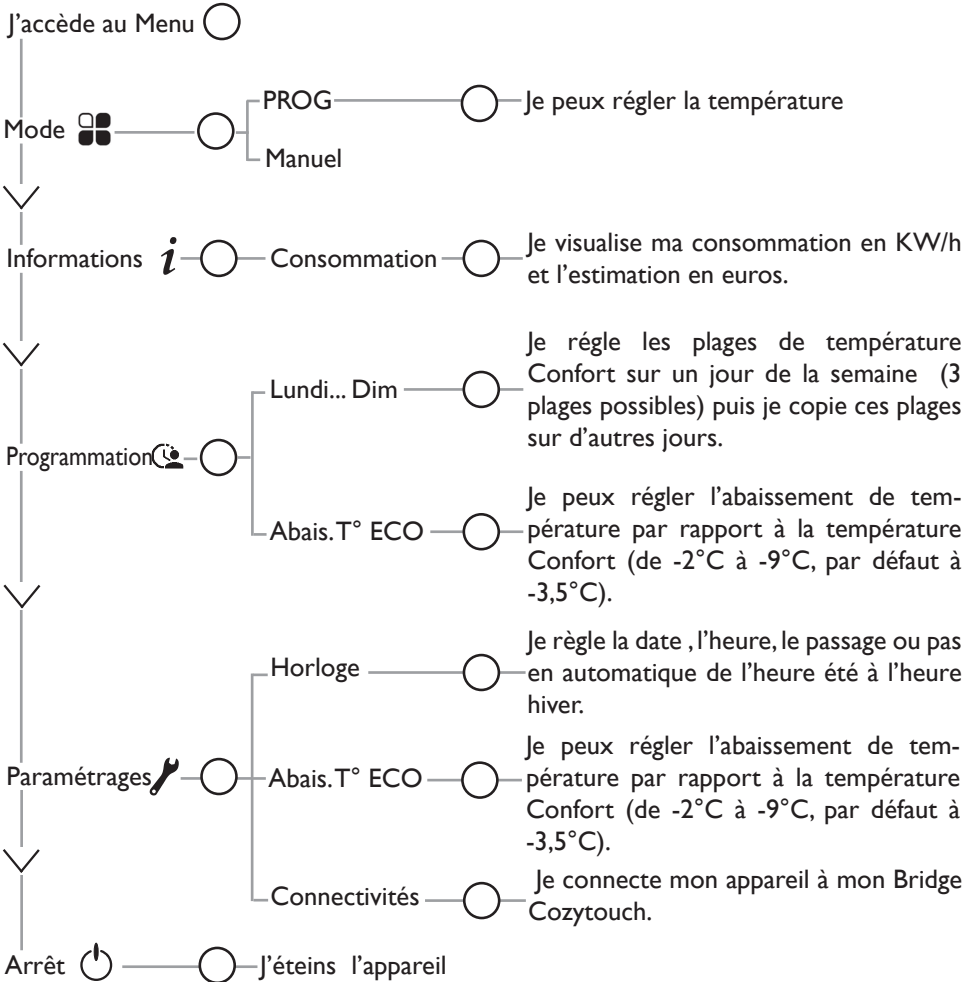 J'accède au Menu
Mode
PROG
Je peux régler la température
Manuel
Informations i
Consommation
Je visualise ma consommation en KW/h
et l'estimation en euros.
Programmation
Lundi... Dim
Je régle les plages de température
Confort sur un jour de la semaine (3
plages possibles) puis je copie ces plages
sur d'autres jours.
Abais.T° ECO
Je peux régler l'abaissement de tem-
pérature par rapport à la température
Confort (de -2°C à -9°C, par défaut à
-3,5°C).
Paramétrages
Horloge
Je règle la date , l'heure, le passage ou pas
en automatique de l'heure été à l'heure
hiver.
Abais.T° ECO
Je peux régler l'abaissement de tem-
pérature par rapport à la température
Confort (de -2°C à -9°C, par défaut à
-3,5°C).
Connectivités
Je connecte mon appareil à mon Bridge
Cozytouch.
Arrêt
J'éteins l'appareil